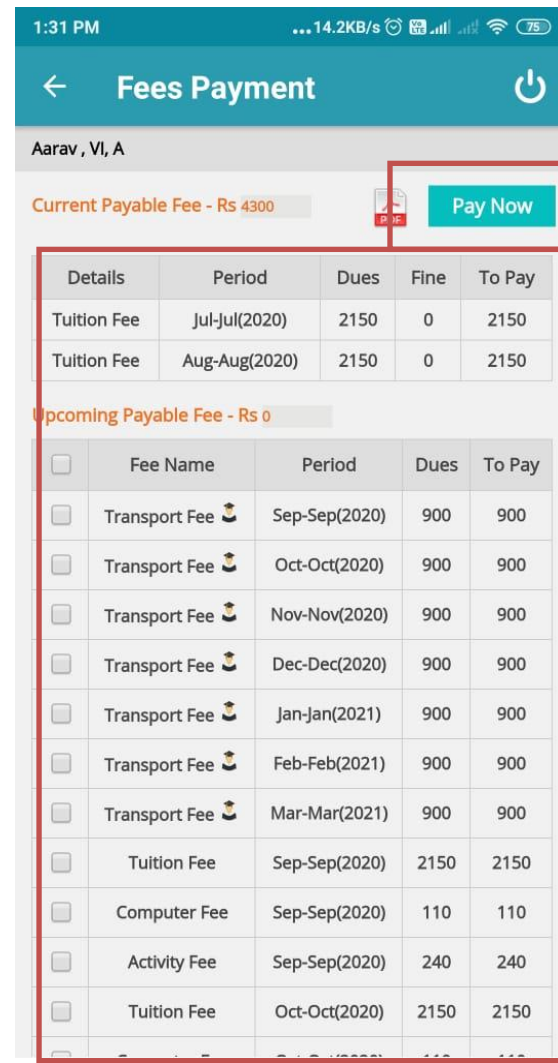 1:31 PM ...14.2KB/s Vo LTE 75
Fees Payment
Aarav , VI, A
Current Payable Fee - Rs 4300 PDF Pay Now
Details Period Dues Fine To Pay
Tuition Fee Jul-Jul(2020) 2150 0 2150
Tuition Fee Aug-Aug(2020) 2150 0 2150
Upcoming Payable Fee - Rs 0
Fee Name Period Dues To Pay
Transport Fee Sep-Sep(2020) 900 900
Transport Fee Oct-Oct(2020) 900 900
Transport Fee Nov-Nov(2020) 900 900
Transport Fee Dec-Dec(2020) 900 900
Transport Fee Jan-Jan(2021) 900 900
Transport Fee Feb-Feb(2021) 900 900
Transport Fee Mar-Mar(2021) 900 900
Tuition Fee Sep-Sep(2020) 2150 2150
Computer Fee Sep-Sep(2020) 110 110
Activity Fee Sep-Sep(2020) 240 240
Tuition Fee Oct-Oct(2020) 2150 2150